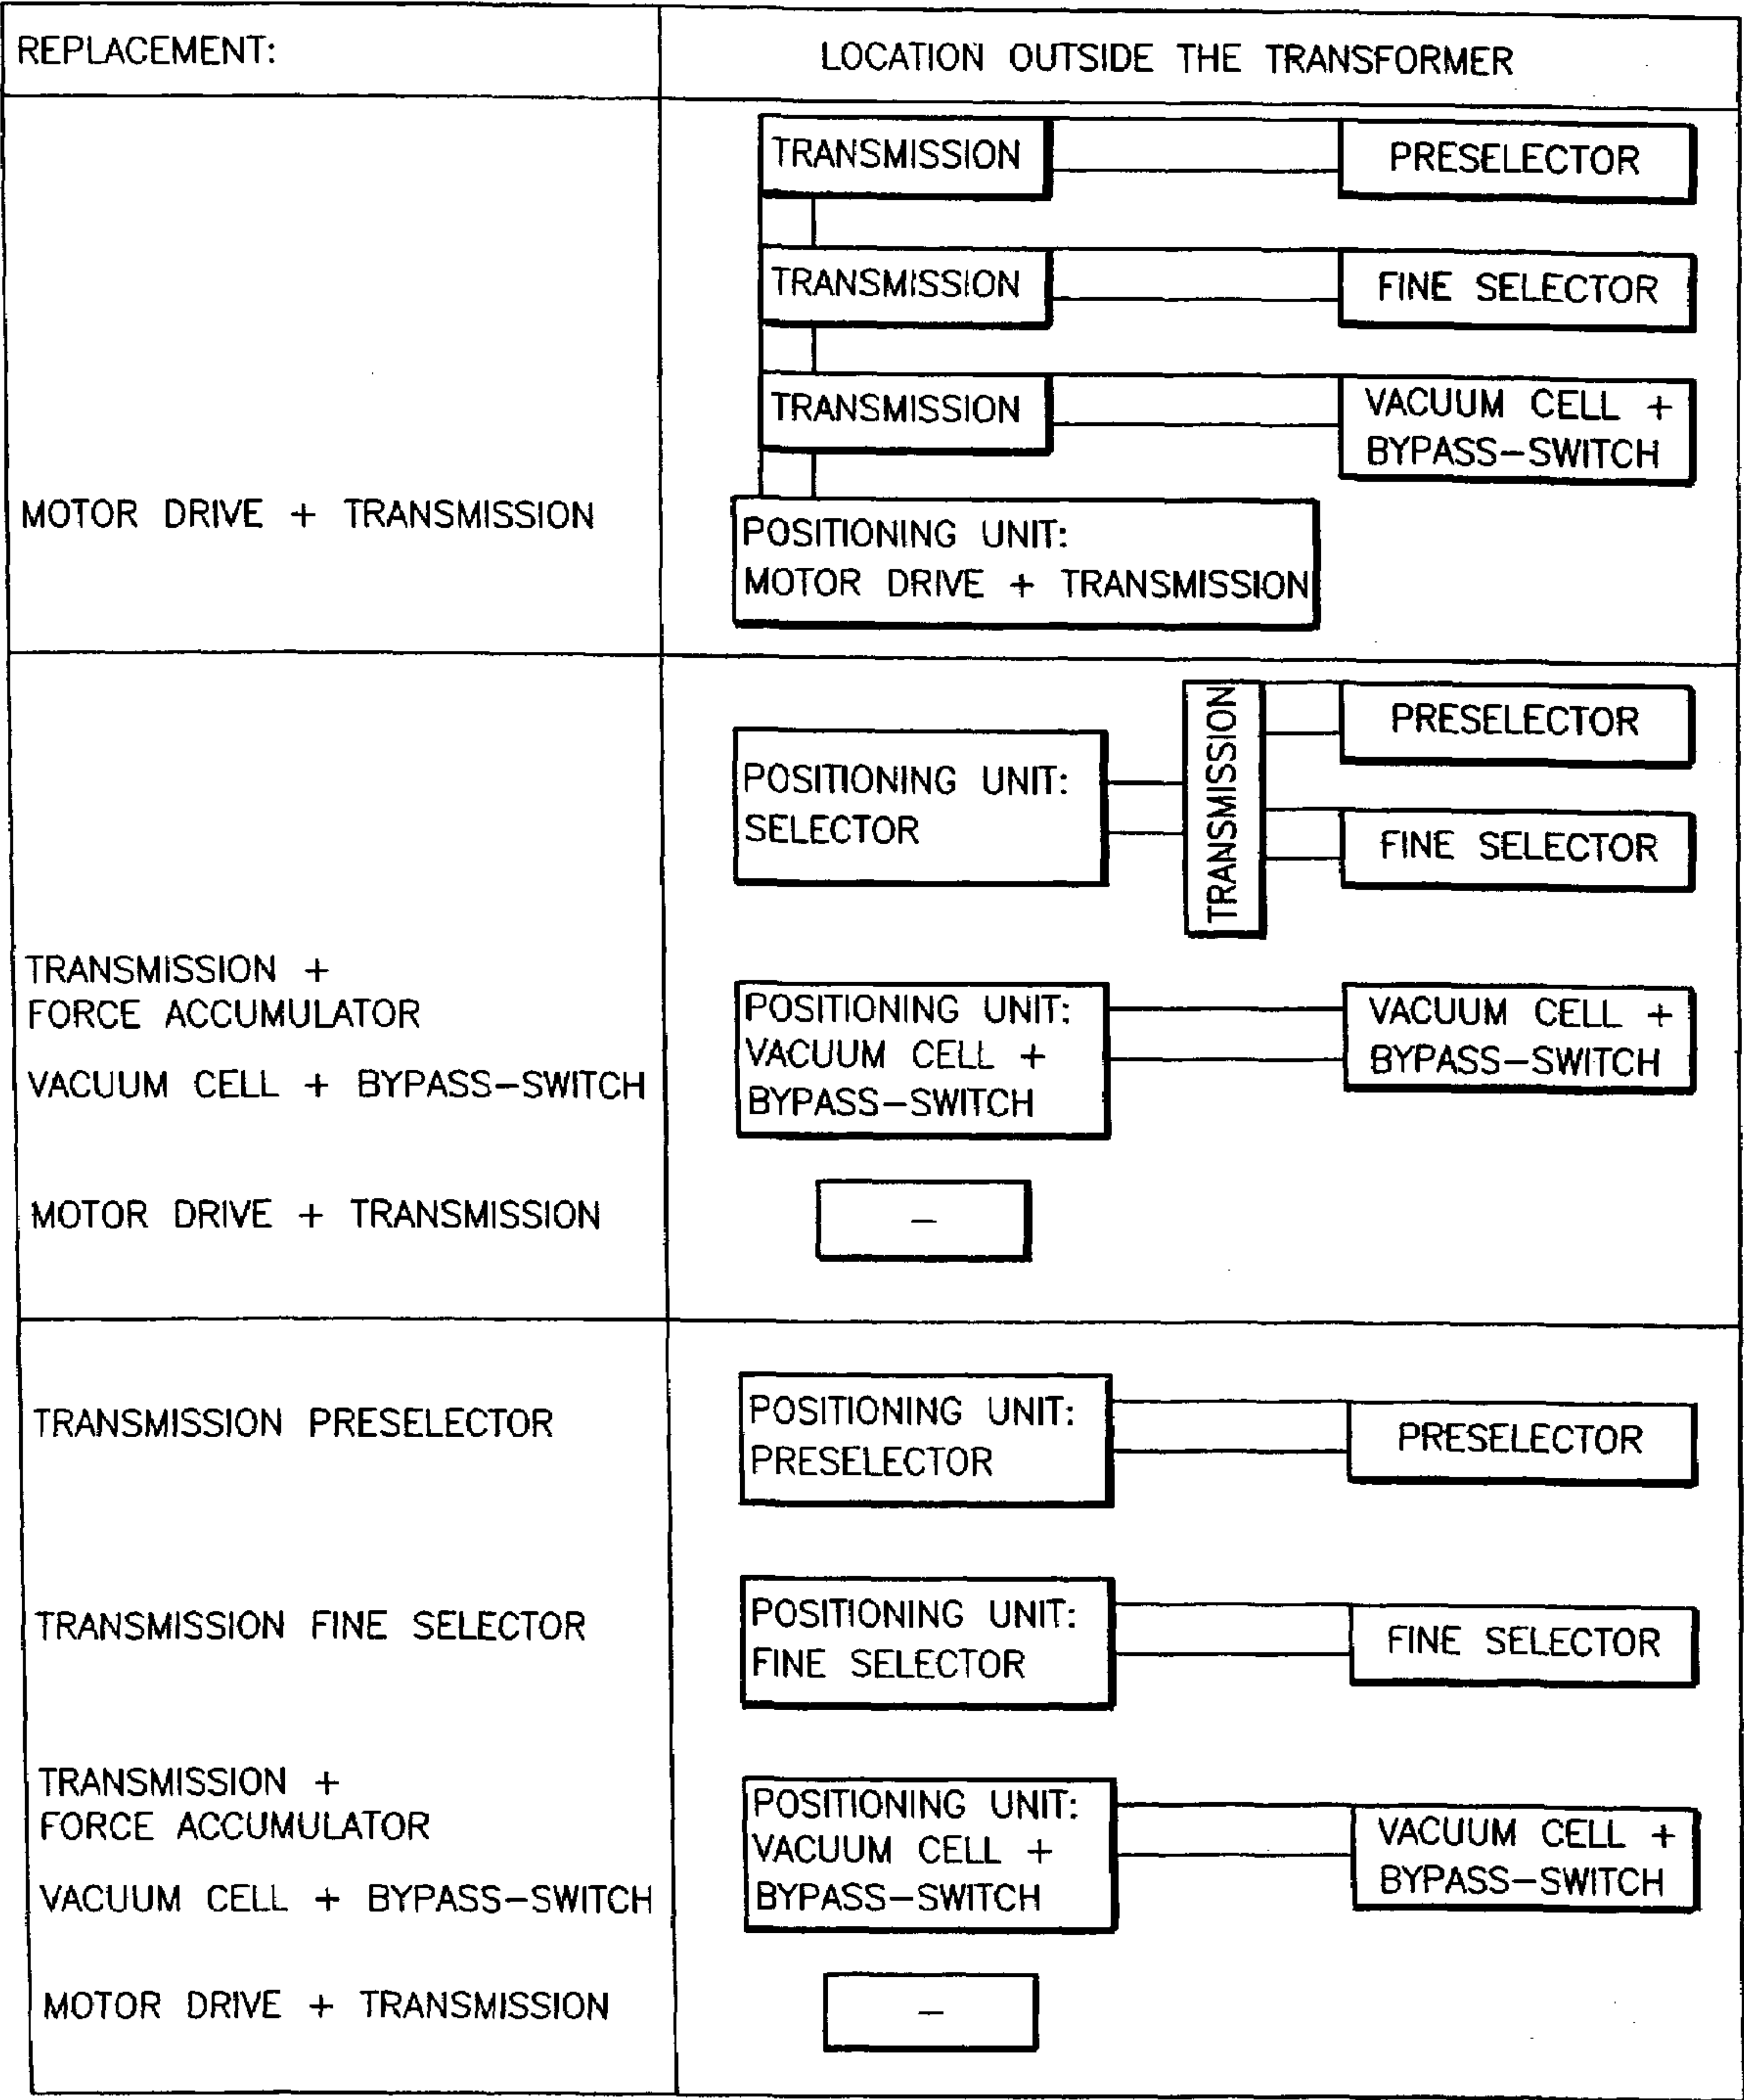 REPLACEMENT:
LOCATION OUTSIDE THE TRANSFORMER
TRANSMISSION
PRESELECTOR
TRANSMISSION
FINE SELECTOR
TRANSMISSION
VACUUM CELL +
BYPASS-SWITCH
MOTOR DRIVE + TRANSMISSION
POSITIONING UNIT:
MOTOR DRIVE + TRANSMISSION
POSITIONING UNIT:
SELECTOR
TRANSMISSION
PRESELECTOR
FINE SELECTOR
TRANSMISSION +
FORCE ACCUMULATOR
VACUUM CELL + BYPASS-SWITCH
POSITIONING UNIT:
VACUUM CELL +
BYPASS-SWITCH
VACUUM CELL +
BYPASS-SWITCH
MOTOR DRIVE + TRANSMISSION
–
TRANSMISSION PRESELECTOR
POSITIONING UNIT:
PRESELECTOR
PRESELECTOR
TRANSMISSION FINE SELECTOR
POSITIONING UNIT:
FINE SELECTOR
FINE SELECTOR
TRANSMISSION +
FORCE ACCUMULATOR
VACUUM CELL + BYPASS-SWITCH
POSITIONING UNIT:
VACUUM CELL +
BYPASS-SWITCH
VACUUM CELL +
BYPASS-SWITCH
MOTOR DRIVE + TRANSMISSION
–